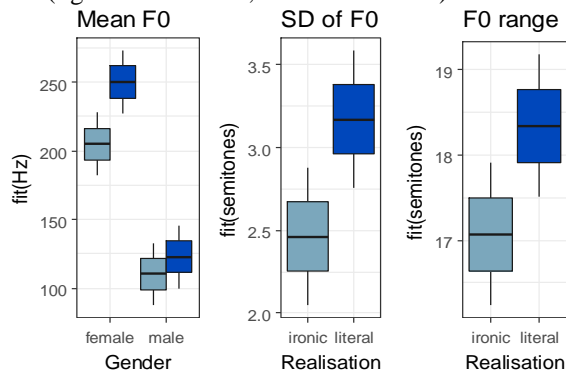 Mean F0
fit(Hz)
250
200
150
100
female male
Gender
SD of F0
fit(semitones)
3.5
3.0
2.5
2.0
ironic literal
Realisation
F0 range
fit(semitones)
19
18
17
ironic literal
Realisation